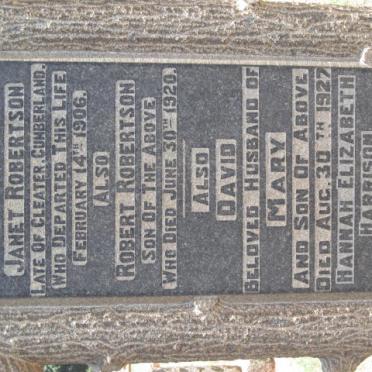 JANET ROBERTSON
LATE OF CLEATER, CUMBERLAND.
WHO DEPARTED THIS LIFE
FEBRUARY 14TH 1906.
ALSO
ROBERT ROBERTSON
SON OF THE ABOVE
WHO DIED JUNE 30TH 1920.
ALSO
DAVID
BELOVED HUSBAND OF
MARY
AND SON OF ABOVE
DIED AUG. 30TH 1927
HANNAH ELIZABETH
HARRISON